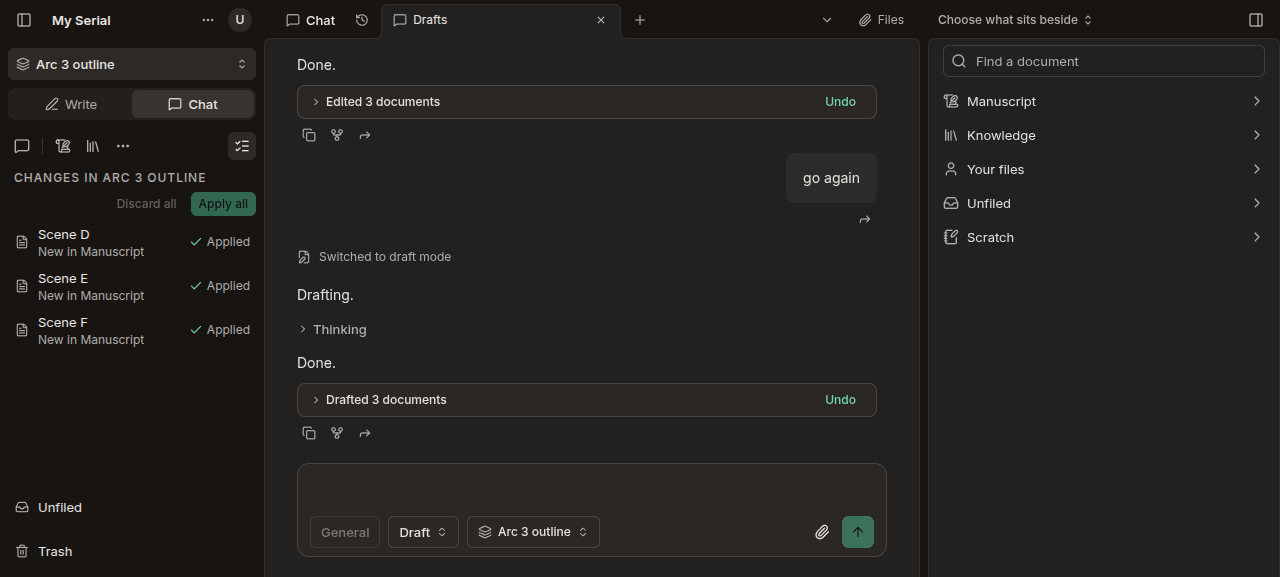 My Serial
U
Arc 3 outline
Write
Chat
CHANGES IN ARC 3 OUTLINE
Discard all
Apply all
Scene D
New in Manuscript
Applied
Scene E
New in Manuscript
Applied
Scene F
New in Manuscript
Applied
Unfiled
Trash
Chat
Drafts
Files
Done.
Edited 3 documents
Undo
go again
Switched to draft mode
Drafting.
Thinking
Done.
Drafted 3 documents
Undo
General
Draft
Arc 3 outline
Choose what sits beside
Find a document
Manuscript
Knowledge
Your files
Unfiled
Scratch